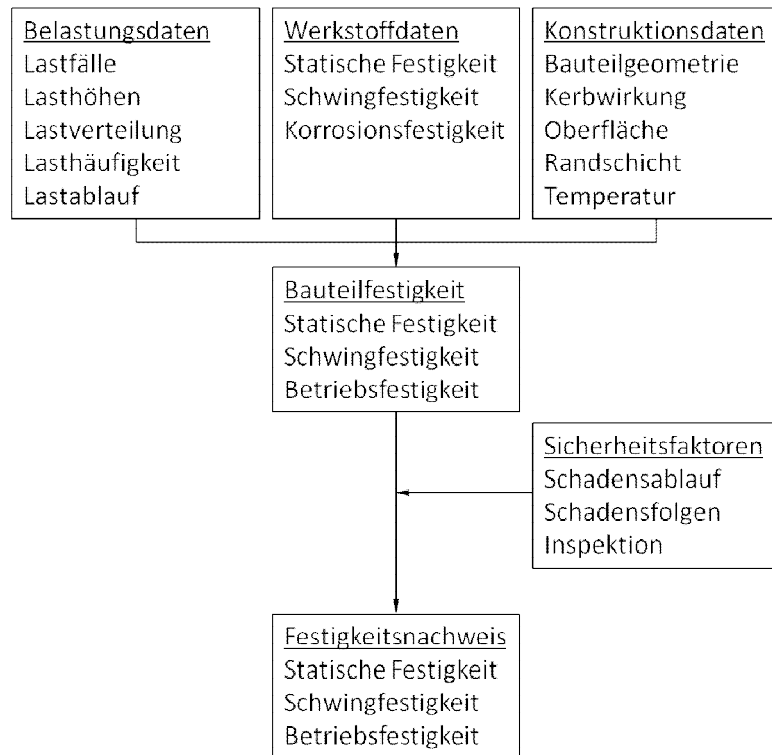 Belastungsdaten
Lastfälle
Lasthöhen
Lastverteilung
Lasthäufigkeit
Lastablauf
Werkstoffdaten
Statische Festigkeit
Schwingfestigkeit
Korrosionsfestigkeit
Konstruktionsdaten
Bauteilgeometrie
Kerbwirkung
Oberfläche
Randschicht
Temperatur
Bauteilfestigkeit
Statische Festigkeit
Schwingfestigkeit
Betriebsfestigkeit
Sicherheitsfaktoren
Schadensablauf
Schadensfolgen
Inspektion
Festigkeitsnachweis
Statische Festigkeit
Schwingfestigkeit
Betriebsfestigkeit